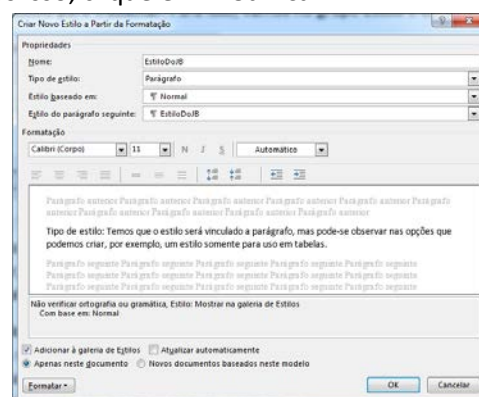 Criar Novo Estilo a Partir de Formatação
Propriedades
Nome: EstiloDoJB
Tipo de estilo: Parágrafo
Estilo baseado em: ¶ Normal
Estilo do parágrafo seguinte: ¶ EstiloDoJB
Formatação
Calibri (Corpo) 11 N I S Automático
Parágrafo anterior Parágrafo anterior Parágrafo anterior Parágrafo anterior Parágrafo
anterior Parágrafo anterior Parágrafo anterior Parágrafo anterior Parágrafo anterior
Tipo de estilo: Temos que o estilo será vinculado a parágrafo, mas pode-se observar nas opções que
podemos criar, por exemplo, um estilo somente para uso em tabelas.
Parágrafo seguinte Parágrafo seguinte Parágrafo seguinte Parágrafo seguinte Parágrafo seguinte
Parágrafo seguinte Parágrafo seguinte Parágrafo seguinte Parágrafo seguinte Parágrafo seguinte
Parágrafo seguinte Parágrafo seguinte Parágrafo seguinte Parágrafo seguinte Parágrafo seguinte
Não verificar ortografia ou gramática, Estilo: Mostrar na galeria de Estilos
Com base em: Normal
Adicionar à galeria de Estilos Atualizar automaticamente
Apenas neste documento Novos documentos baseados neste modelo
Formatar OK Cancelar